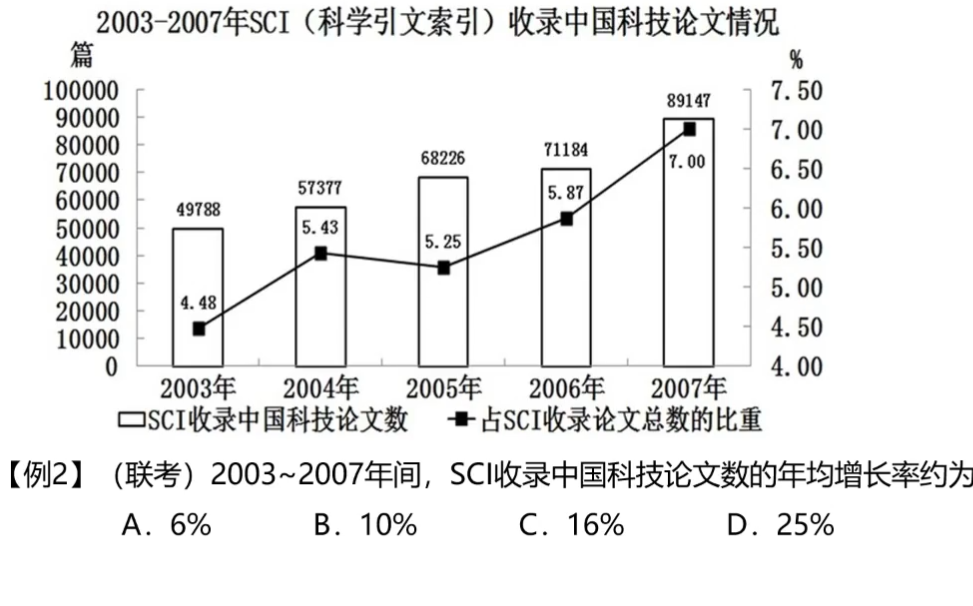 2003-2007年SCI（科学引文索引）收录中国科技论文情况
篇 %
100000 7.50
90000 7.00
80000 6.50
70000 6.00
60000 5.50
50000 5.00
40000 4.50
30000 4.00
20000
10000
0
49788 57377 68226 71184 89147
4.48 5.43 5.25 5.87 7.00
2003年 2004年 2005年 2006年 2007年
SCI收录中国科技论文数 占SCI收录论文总数的比重
【例2】（联考）2003~2007年间，SCI收录中国科技论文数的年均增长率约为
A．6% B．10% C．16% D．25%